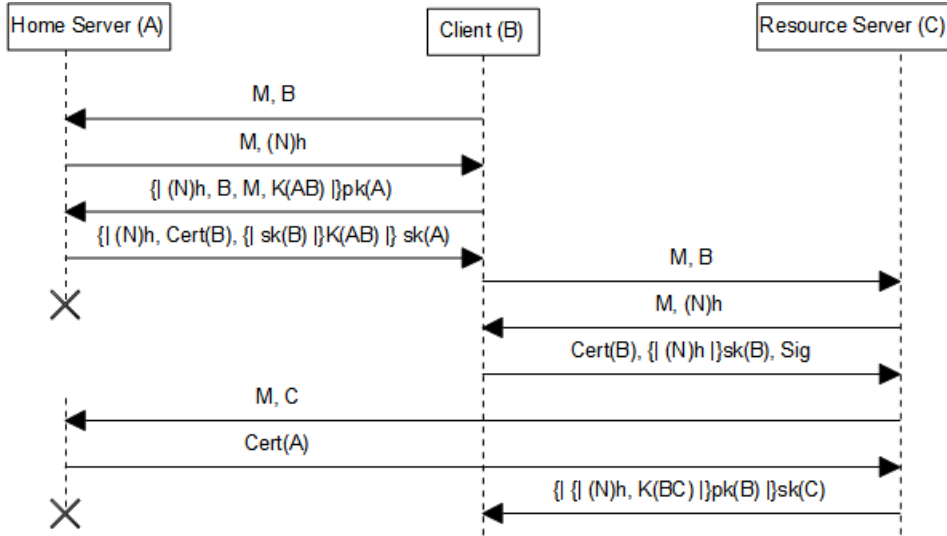 Home Server (A)
Client (B)
Resource Server (C)
M, B
M, (N)h
{| (N)h, B, M, K(AB) |}pk(A)
{| (N)h, Cert(B), {| sk(B) |}K(AB) |} sk(A)
M, B
M, (N)h
Cert(B), {| (N)h |}sk(B), Sig
M, C
Cert(A)
{| {| (N)h, K(BC) |}pk(B) |}sk(C)